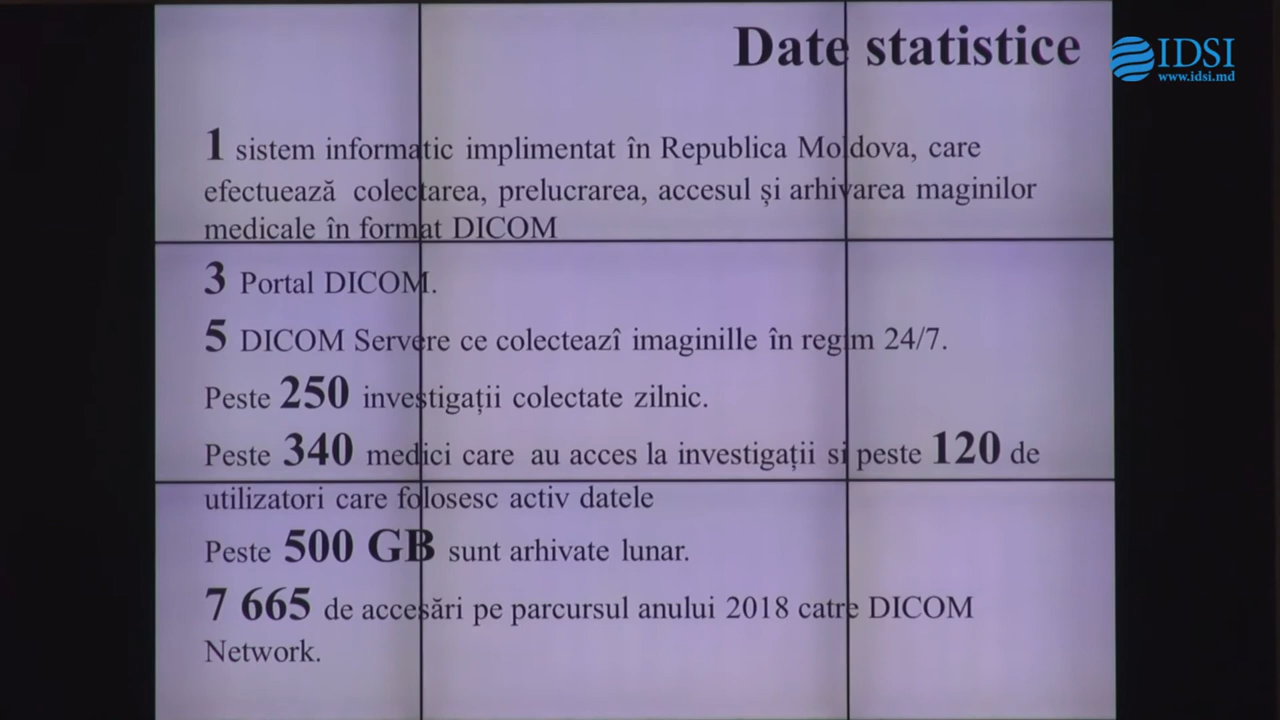 Date statistice
IDSI
www.idsi.md
1 sistem informatic implimentat în Republica Moldova, care
efectuează colectarea, prelucrarea, accesul și arhivarea maginilor
medicale în format DICOM
3 Portal DICOM.
5 DICOM Servere ce colectează imaginille în regim 24/7.
Peste 250 investigații colectate zilnic.
Peste 340 medici care au acces la investigații si peste 120 de
utilizatori care folosesc activ datele
Peste 500 GB sunt arhivate lunar.
7 665 de accesări pe parcursul anului 2018 catre DICOM
Network.